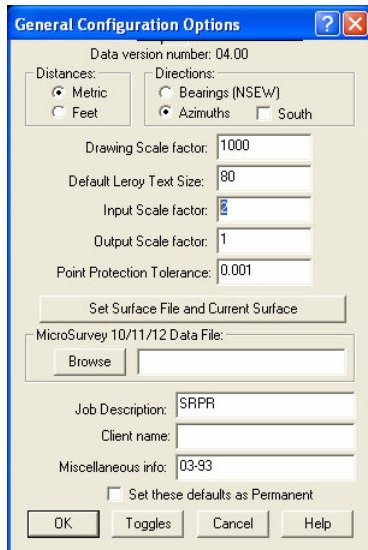 General Configuration Options
Data version number: 04.00
Distances: Directions:
Metric Bearings (NSEW)
Feet Azimuths South
Drawing Scale factor: 1000
Default Leroy Text Size: 80
Input Scale factor: 2
Output Scale factor: 1
Point Protection Tolerance: 0.001
Set Surface File and Current Surface
MicroSurvey 10/11/12 Data File:
Browse
Job Description: SRPR
Client name:
Miscellaneous info: 03-93
Set these defaults as Permanent
OK Toggles Cancel Help